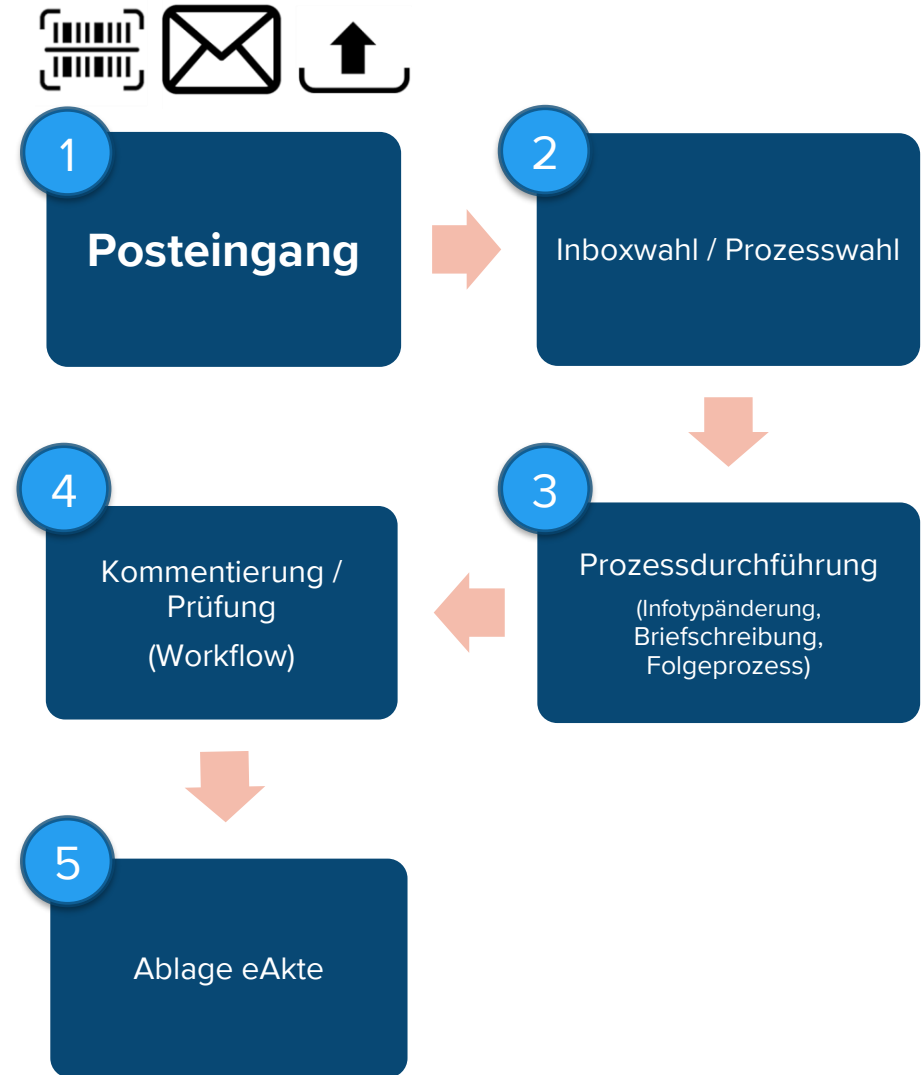 1
Posteingang
2
Inboxwahl / Prozesswahl
3
Prozessdurchführung
(Infotypänderung,
Briefschreibung,
Folgeprozess)
4
Kommentierung /
Prüfung
(Workflow)
5
Ablage eAkte